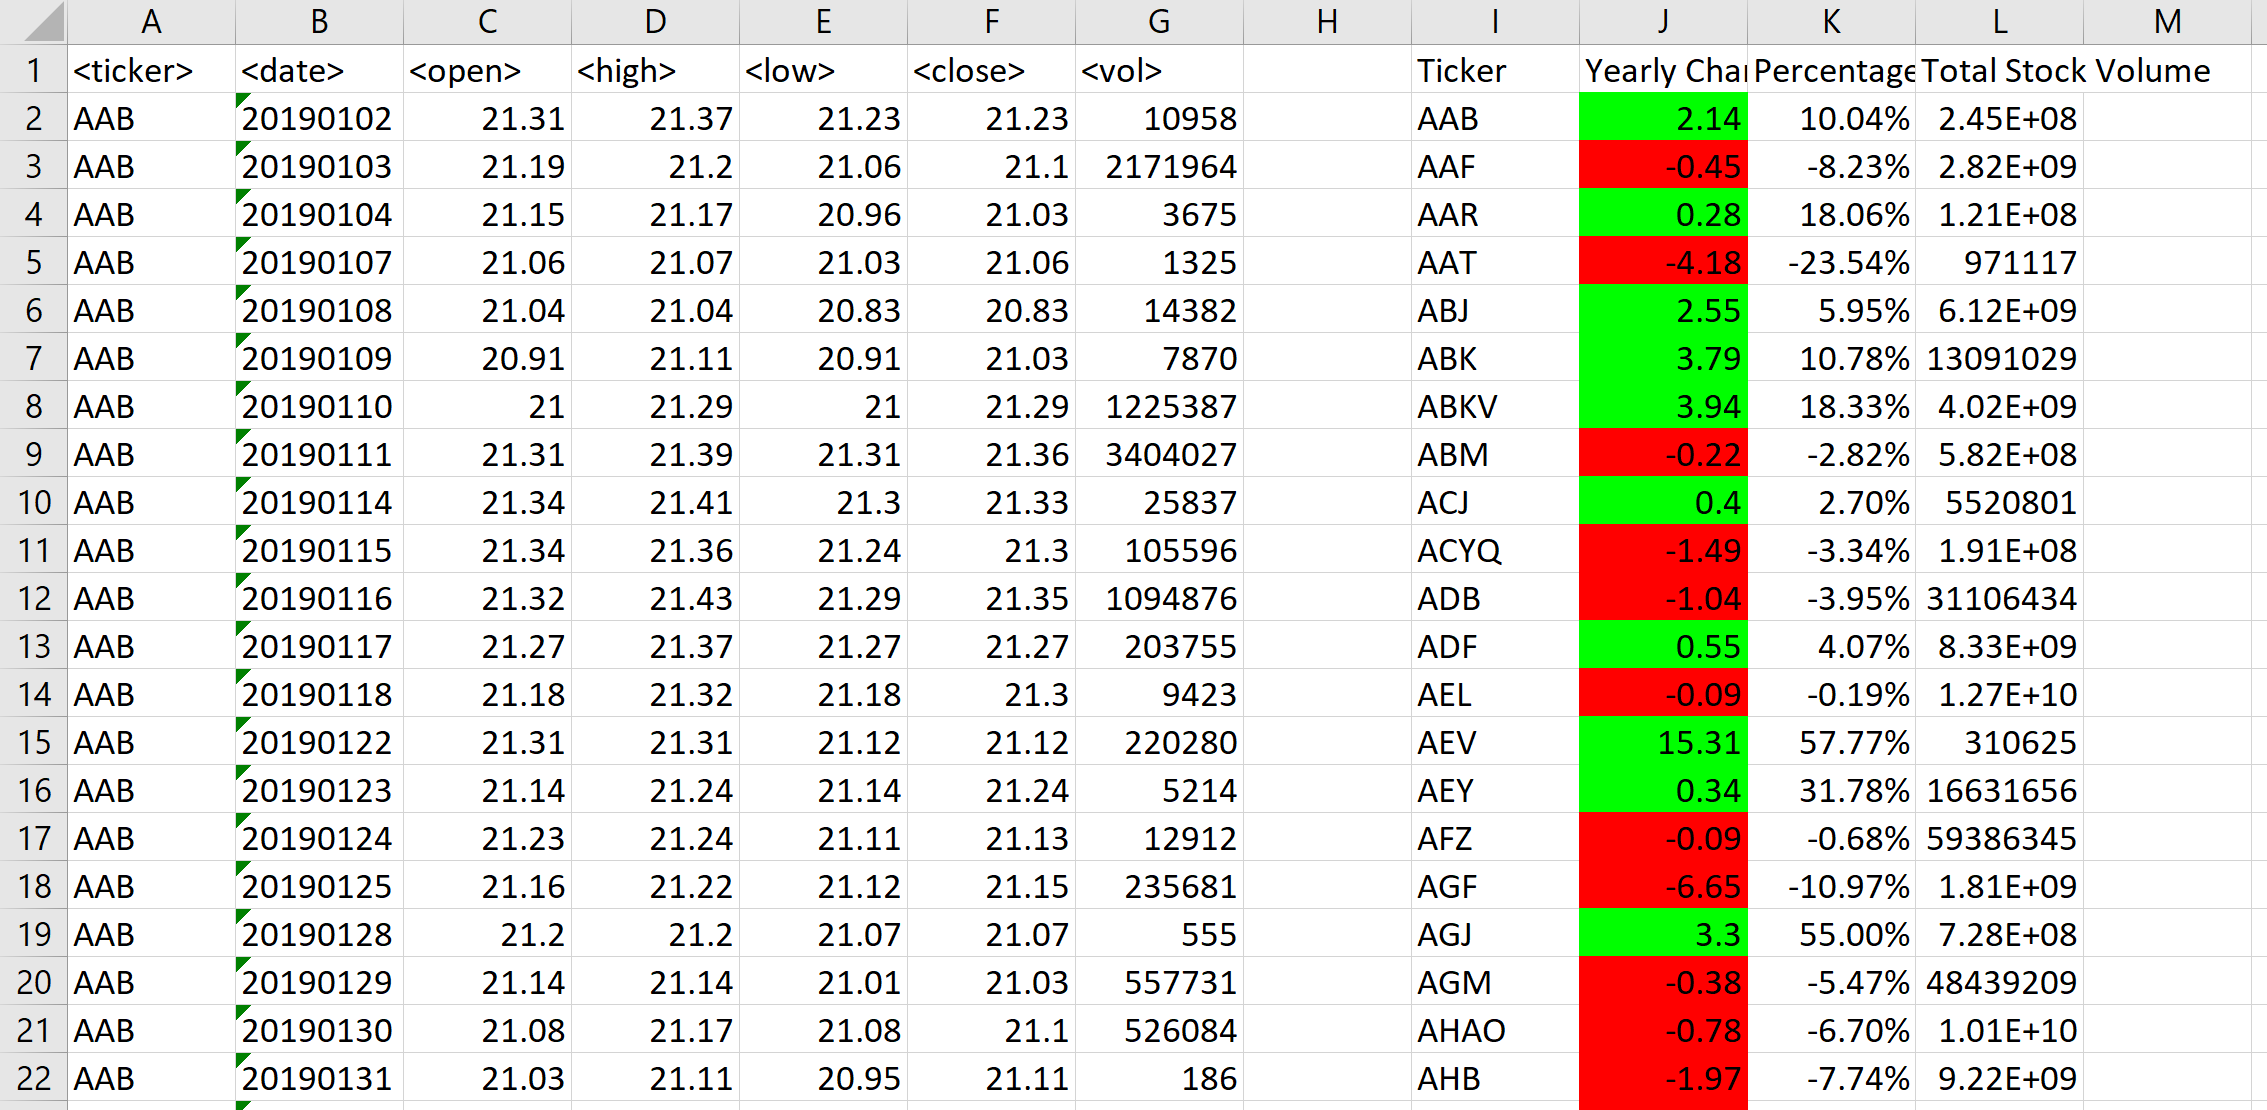 A B C D E F G H I J K L M
1 <ticker> <date> <open> <high> <low> <close> <vol> Ticker Yearly Char Percentage Total Stock Volume
2 AAB 20190102 21.31 21.37 21.23 21.23 10958 AAB 2.14 10.04% 2.45E+08
3 AAB 20190103 21.19 21.2 21.06 21.1 2171964 AAF -0.45 -8.23% 2.82E+09
4 AAB 20190104 21.15 21.17 20.96 21.03 3675 AAR 0.28 18.06% 1.21E+08
5 AAB 20190107 21.06 21.07 21.03 21.06 1325 AAT -4.18 -23.54% 971117
6 AAB 20190108 21.04 21.04 20.83 20.83 14382 ABJ 2.55 5.95% 6.12E+09
7 AAB 20190109 20.91 21.11 20.91 21.03 7870 ABK 3.79 10.78% 13091029
8 AAB 20190110 21 21.29 21 21.29 1225387 ABKV 3.94 18.33% 4.02E+09
9 AAB 20190111 21.31 21.39 21.31 21.36 3404027 ABM -0.22 -2.82% 5.82E+08
10 AAB 20190114 21.34 21.41 21.3 21.33 25837 ACJ 0.4 2.70% 5520801
11 AAB 20190115 21.34 21.36 21.24 21.3 105596 ACYQ -1.49 -3.34% 1.91E+08
12 AAB 20190116 21.32 21.43 21.29 21.35 1094876 ADB -1.04 -3.95% 31106434
13 AAB 20190117 21.27 21.37 21.27 21.27 203755 ADF 0.55 4.07% 8.33E+09
14 AAB 20190118 21.18 21.32 21.18 21.3 9423 AEL -0.09 -0.19% 1.27E+10
15 AAB 20190122 21.31 21.31 21.12 21.12 220280 AEV 15.31 57.77% 310625
16 AAB 20190123 21.14 21.24 21.14 21.24 5214 AEY 0.34 31.78% 16631656
17 AAB 20190124 21.23 21.24 21.11 21.13 12912 AFZ -0.09 -0.68% 59386345
18 AAB 20190125 21.16 21.22 21.12 21.15 235681 AGF -6.65 -10.97% 1.81E+09
19 AAB 20190128 21.2 21.2 21.07 21.07 555 AGJ 3.3 55.00% 7.28E+08
20 AAB 20190129 21.14 21.14 21.01 21.03 557731 AGM -0.38 -5.47% 48439209
21 AAB 20190130 21.08 21.17 21.08 21.1 526084 AHAO -0.78 -6.70% 1.01E+10
22 AAB 20190131 21.03 21.11 20.95 21.11 186 AHB -1.97 -7.74% 9.22E+09